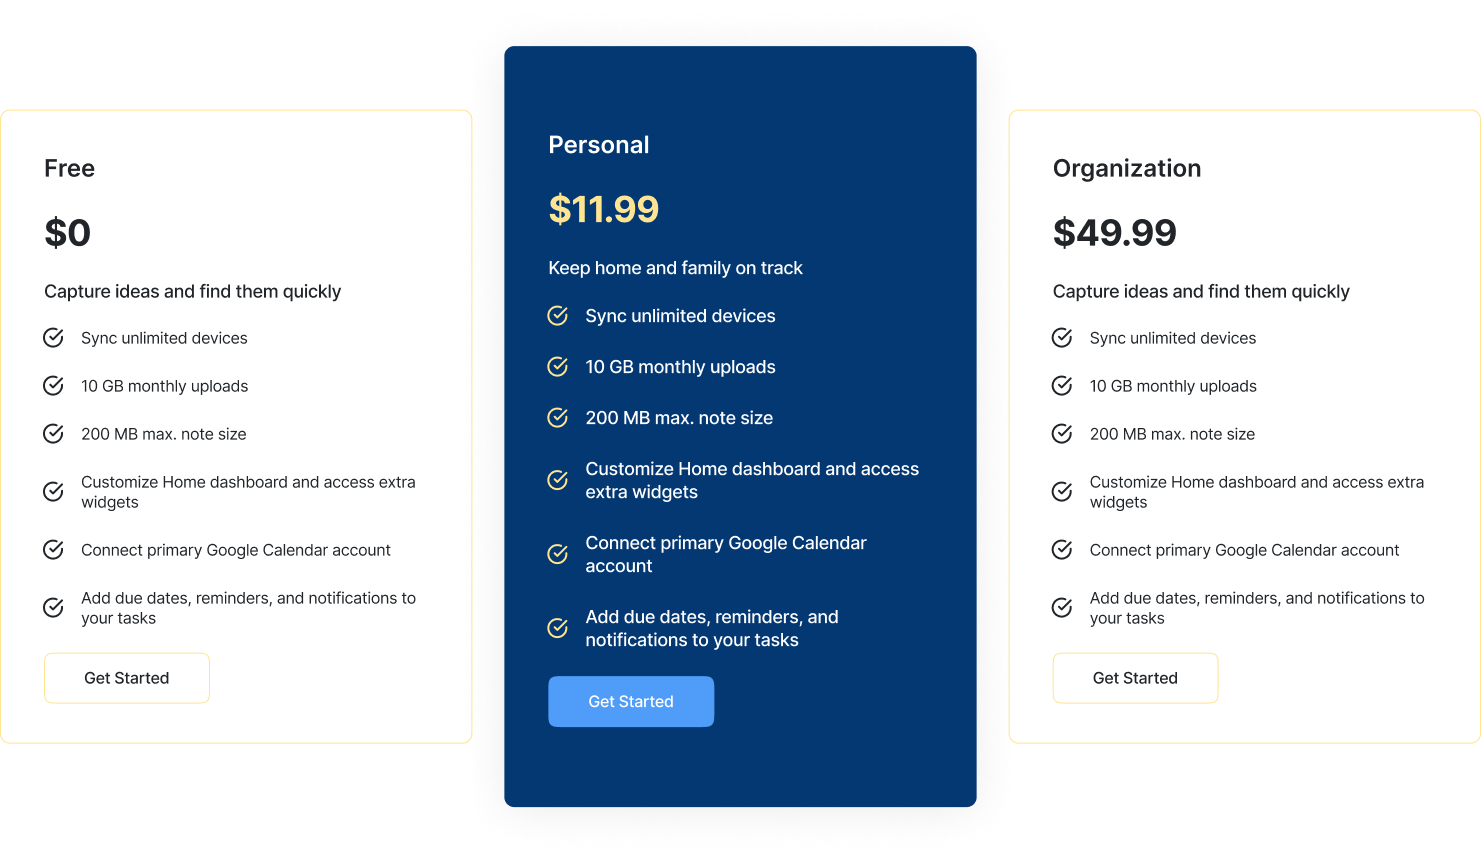 Free
$0
Capture ideas and find them quickly
Sync unlimited devices
10 GB monthly uploads
200 MB max. note size
Customize Home dashboard and access extra
widgets
Connect primary Google Calendar account
Add due dates, reminders, and notifications to
your tasks
Get Started
Personal
$11.99
Keep home and family on track
Sync unlimited devices
10 GB monthly uploads
200 MB max. note size
Customize Home dashboard and access
extra widgets
Connect primary Google Calendar
account
Add due dates, reminders, and
notifications to your tasks
Get Started
Organization
$49.99
Capture ideas and find them quickly
Sync unlimited devices
10 GB monthly uploads
200 MB max. note size
Customize Home dashboard and access extra
widgets
Connect primary Google Calendar account
Add due dates, reminders, and notifications to
your tasks
Get Started